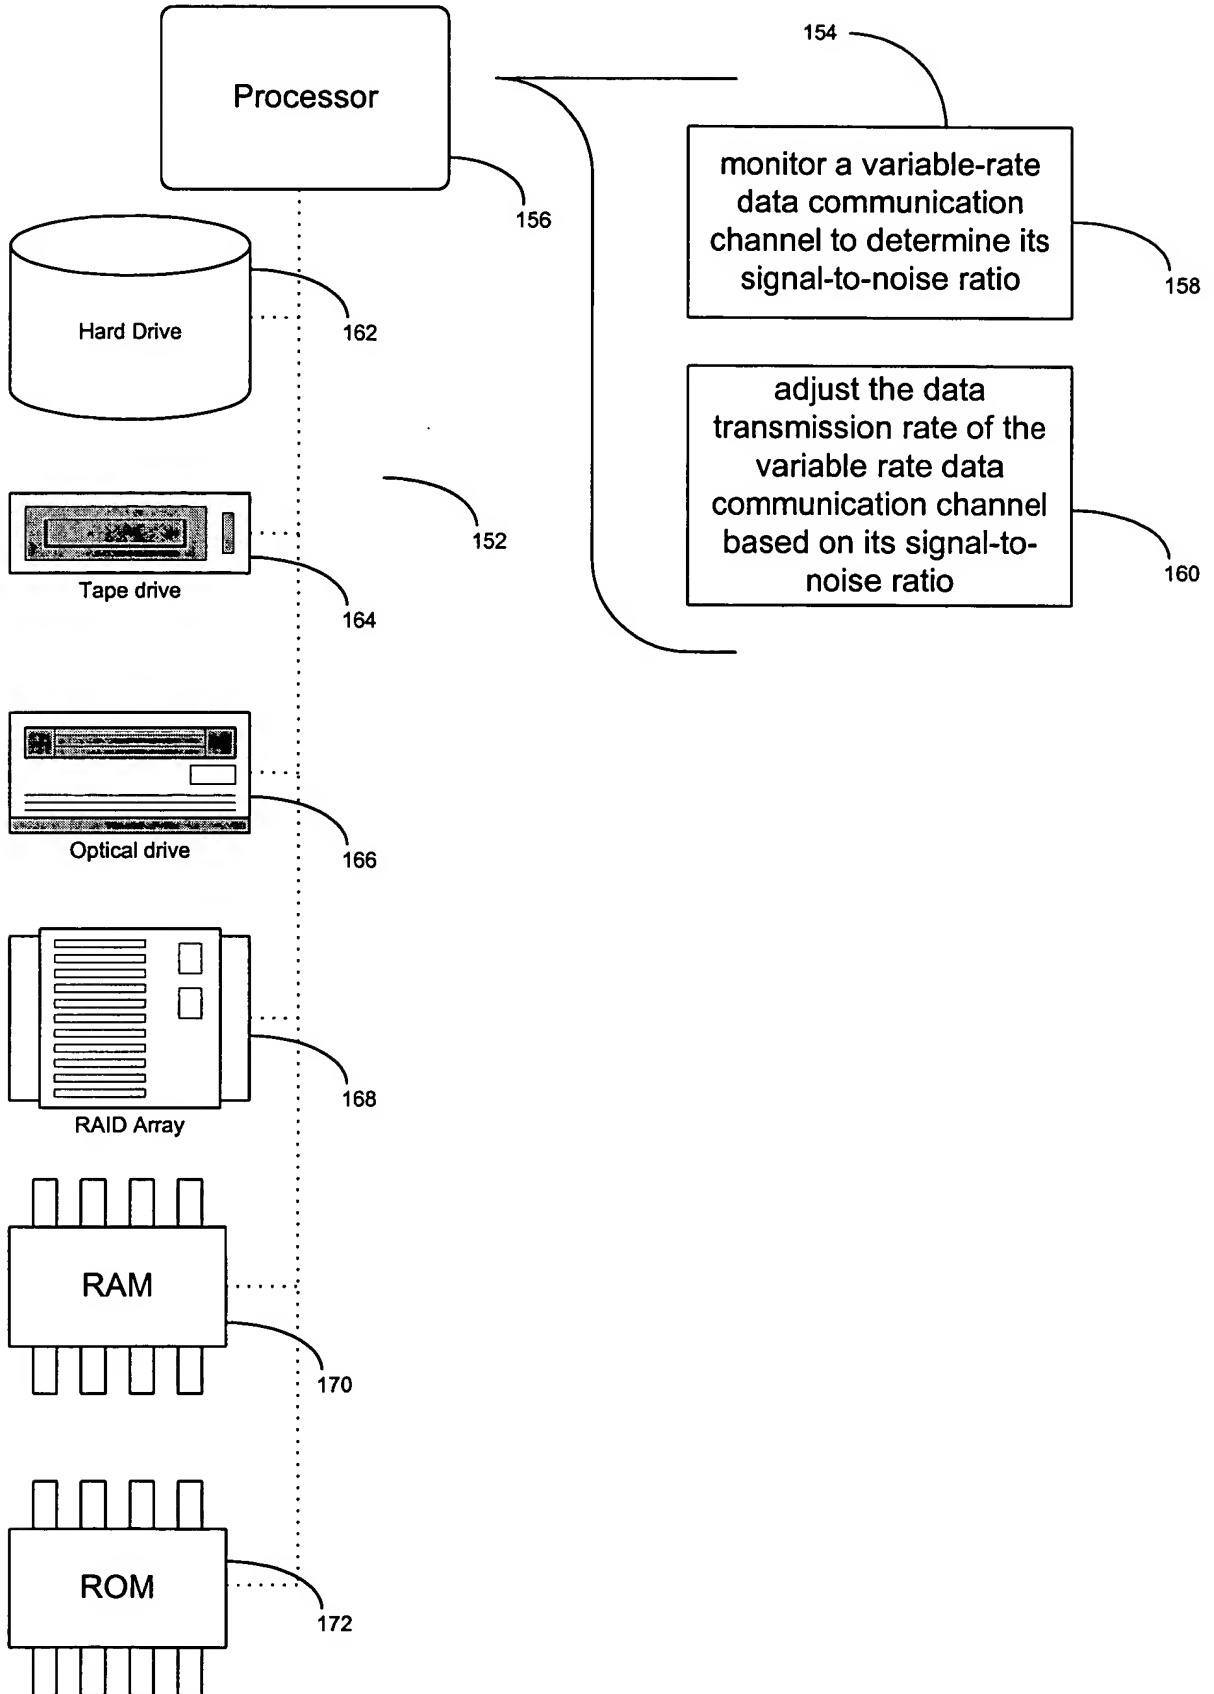 154
Processor
monitor a variable-rate
data communication
channel to determine its
signal-to-noise ratio
156
158
Hard Drive
162
adjust the data
transmission rate of the
variable rate data
communication channel
based on its signal-to-
noise ratio
152
160
Tape drive
164
Optical drive
166
168
RAID Array
RAM
170
ROM
172